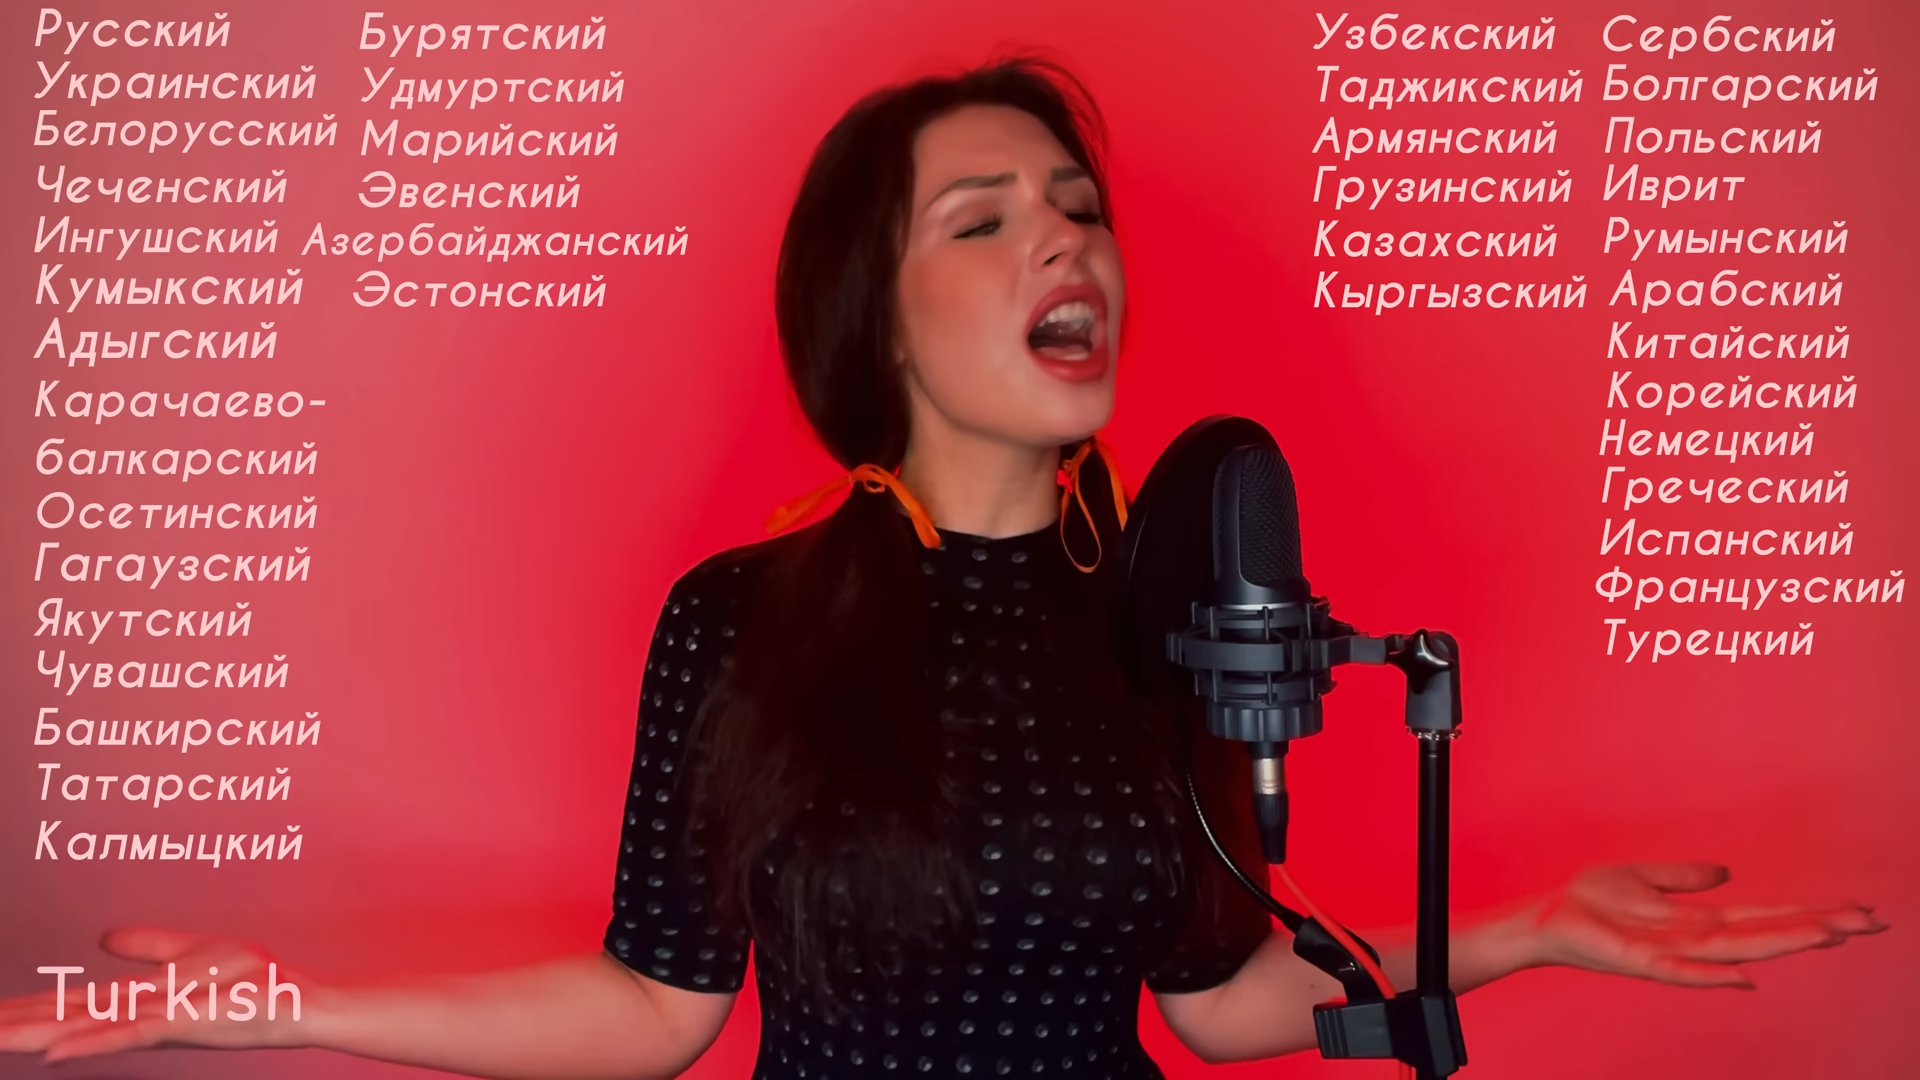 Русский
Украинский
Белорусский
Чеченский
Ингушский
Кумыкский
Адыгский
Карачаево-
балкарский
Осетинский
Гагаузский
Якутский
Чувашский
Башкирский
Татарский
Калмыцкий
Бурятский
Удмуртский
Марийский
Эвенский
Азербайджанский
Эстонский
Узбекский
Таджикский
Армянский
Грузинский
Казахский
Кыргызский
Сербский
Болгарский
Польский
Иврит
Румынский
Арабский
Китайский
Корейский
Немецкий
Греческий
Испанский
Французский
Турецкий
Turkish